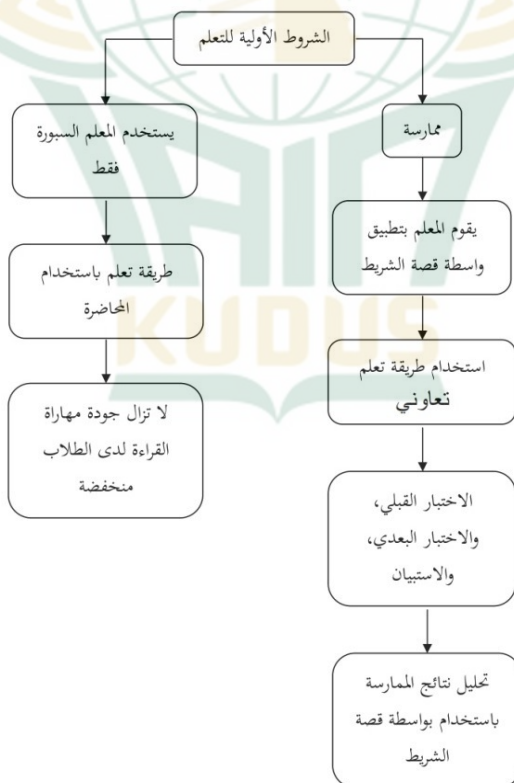 الشروط الأولية للتعلم
ممارسة
يقوم المعلم بتطبيق
واسطة قصة الشريط
استخدام طريقة تعلم
تعاوني
الاختبار القبلي،
والاختبار البعدي،
والاستبيان
تحليل نتائج الممارسة
باستخدام بواسطة قصة
الشريط
يستخدم المعلم السبورة
فقط
طريقة تعلم باستخدام
المحاضرة
لا تزال جودة مهاراة
القراءة لدى الطلاب
منخفضة
KUDUS